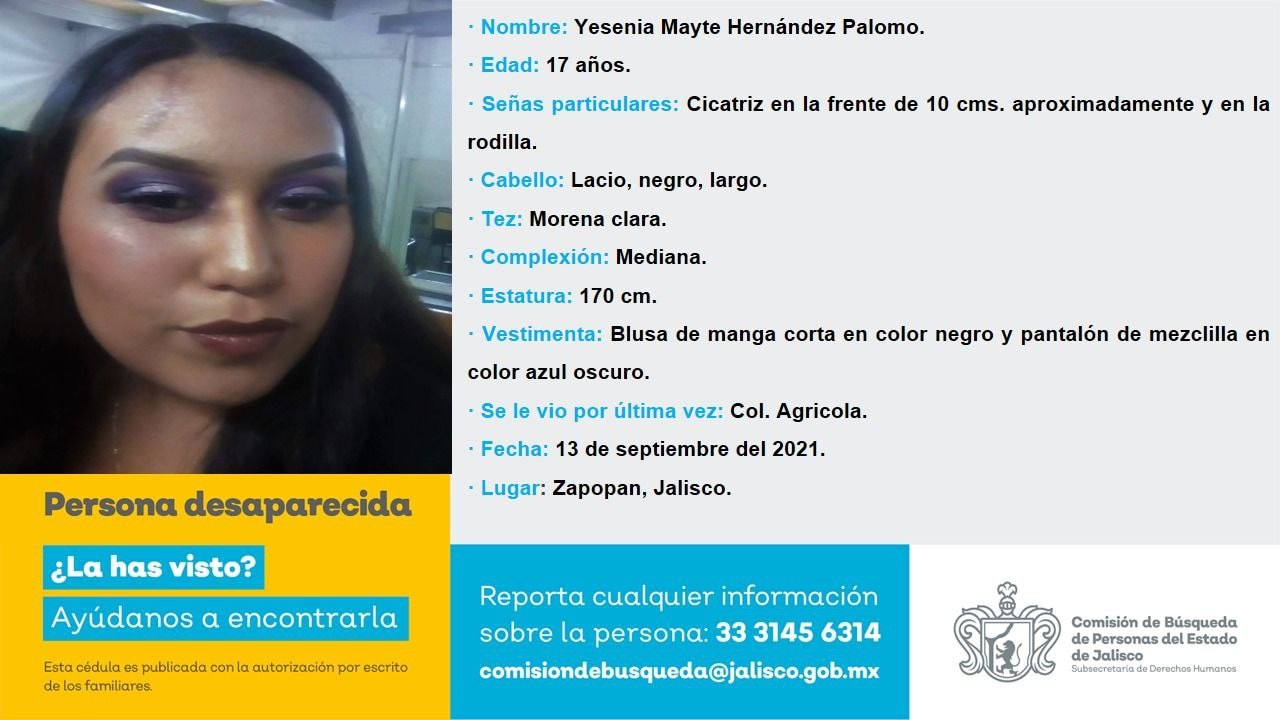 · Nombre: Yesenia Mayte Hernández Palomo.
· Edad: 17 años.
· Señas particulares: Cicatriz en la frente de 10 cms. aproximadamente y en la
rodilla.
· Cabello: Lacio, negro, largo.
· Tez: Morena clara.
· Complexión: Mediana.
· Estatura: 170 cm.
· Vestimenta: Blusa de manga corta en color negro y pantalón de mezclilla en
color azul oscuro.
· Se le vio por última vez: Col. Agricola.
· Fecha: 13 de septiembre del 2021.
· Lugar: Zapopan, Jalisco.
Persona desaparecida
¿La has visto?
Ayúdanos a encontrarla
Esta cédula es publicada con la autorización por escrito
de los familiares.
Reporta cualquier información
sobre la persona: 33 3145 6314
comisiondebusqueda@jalisco.gob.mx
Comisión de Búsqueda
de Personas del Estado
de Jalisco
Subsecretaría de Derechos Humanos